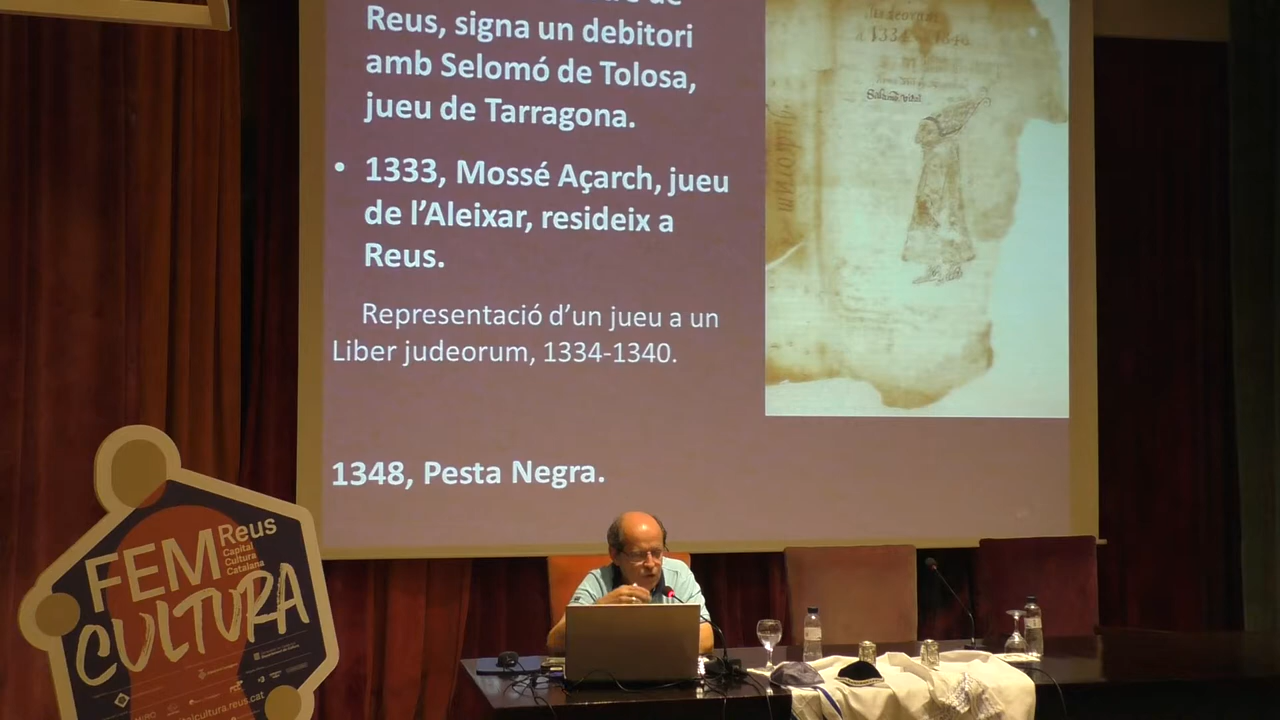 Reus, signa un debitori
amb Selomó de Tolosa,
jueu de Tarragona.
• 1333, Mossé Açarch, jueu
de l'Aleixar, resideix a
Reus.
Representació d'un jueu a un
Liber judeorum, 1334-1340.
1348, Pesta Negra.
FEM
CULTURA
Reus
Capital
Cultura
Catalana